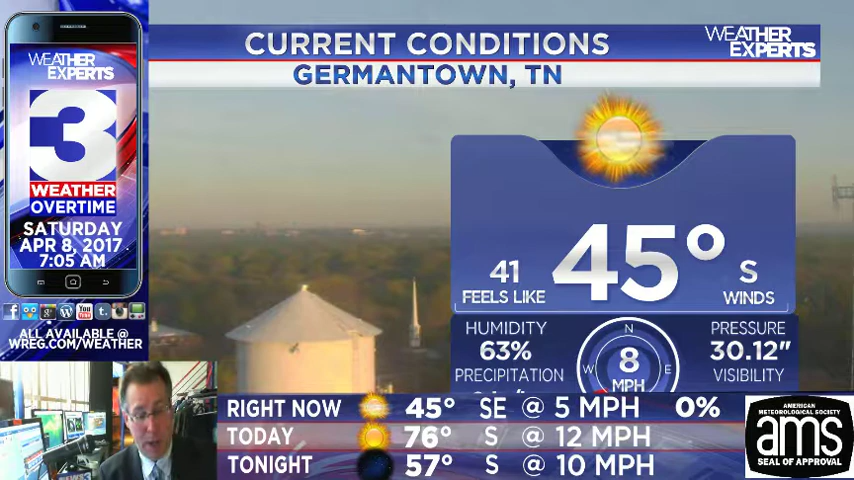 WEATHER
EXPERTS
3
WEATHER
OVERTIME
SATURDAY
APR 8, 2017
7:05 AM
ALL AVAILABLE @
WREG.COM/WEATHER
CURRENT CONDITIONS
GERMANTOWN, TN
WEATHER
EXPERTS
45°
41
FEELS LIKE
S
WINDS
HUMIDITY
63%
PRECIPITATION
N
W
E
8
MPH
PRESSURE
30.12"
VISIBILITY
RIGHT NOW 45° SE @ 5 MPH 0%
TODAY 76° S @ 12 MPH
TONIGHT 57° S @ 10 MPH
AMERICAN
METEOROLOGICAL SOCIETY
ams
SEAL OF APPROVAL